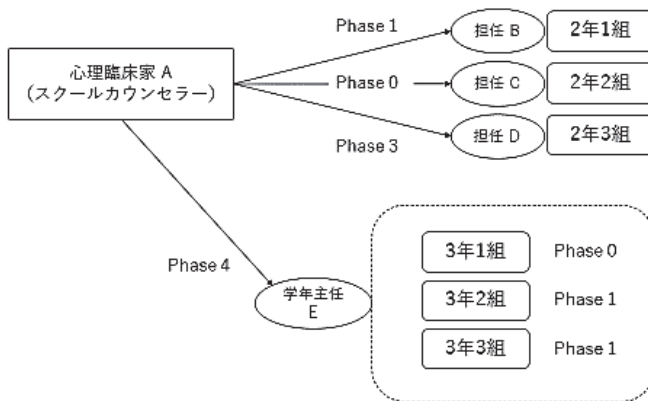 Phase 1
担任 B
2年1組
心理臨床家 A
(スクールカウンセラー)
Phase 0
担任 C
2年2組
担任 D
2年3組
Phase 3
3年1組
Phase 0
Phase 4
学年主任
E
3年2組
Phase 1
3年3組
Phase 1